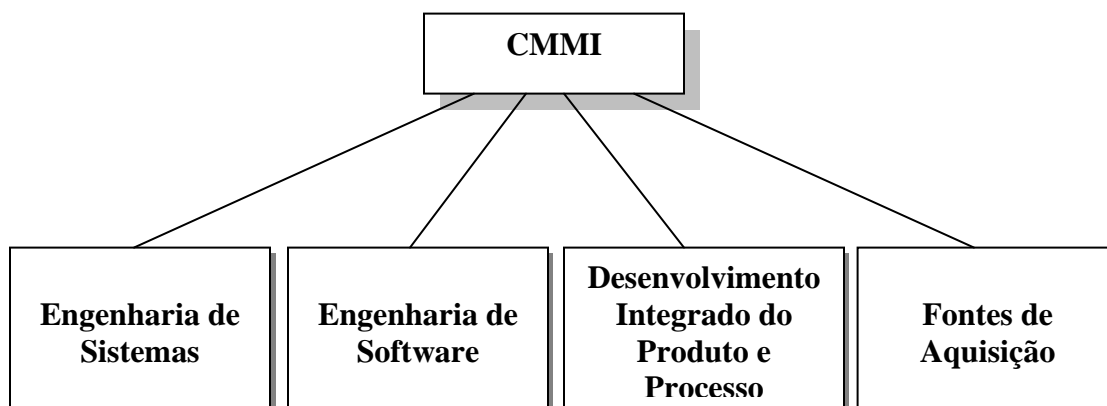 CMMI
Engenharia de
Sistemas
Engenharia de
Software
Desenvolvimento
Integrado do
Produto e
Processo
Fontes de
Aquisição